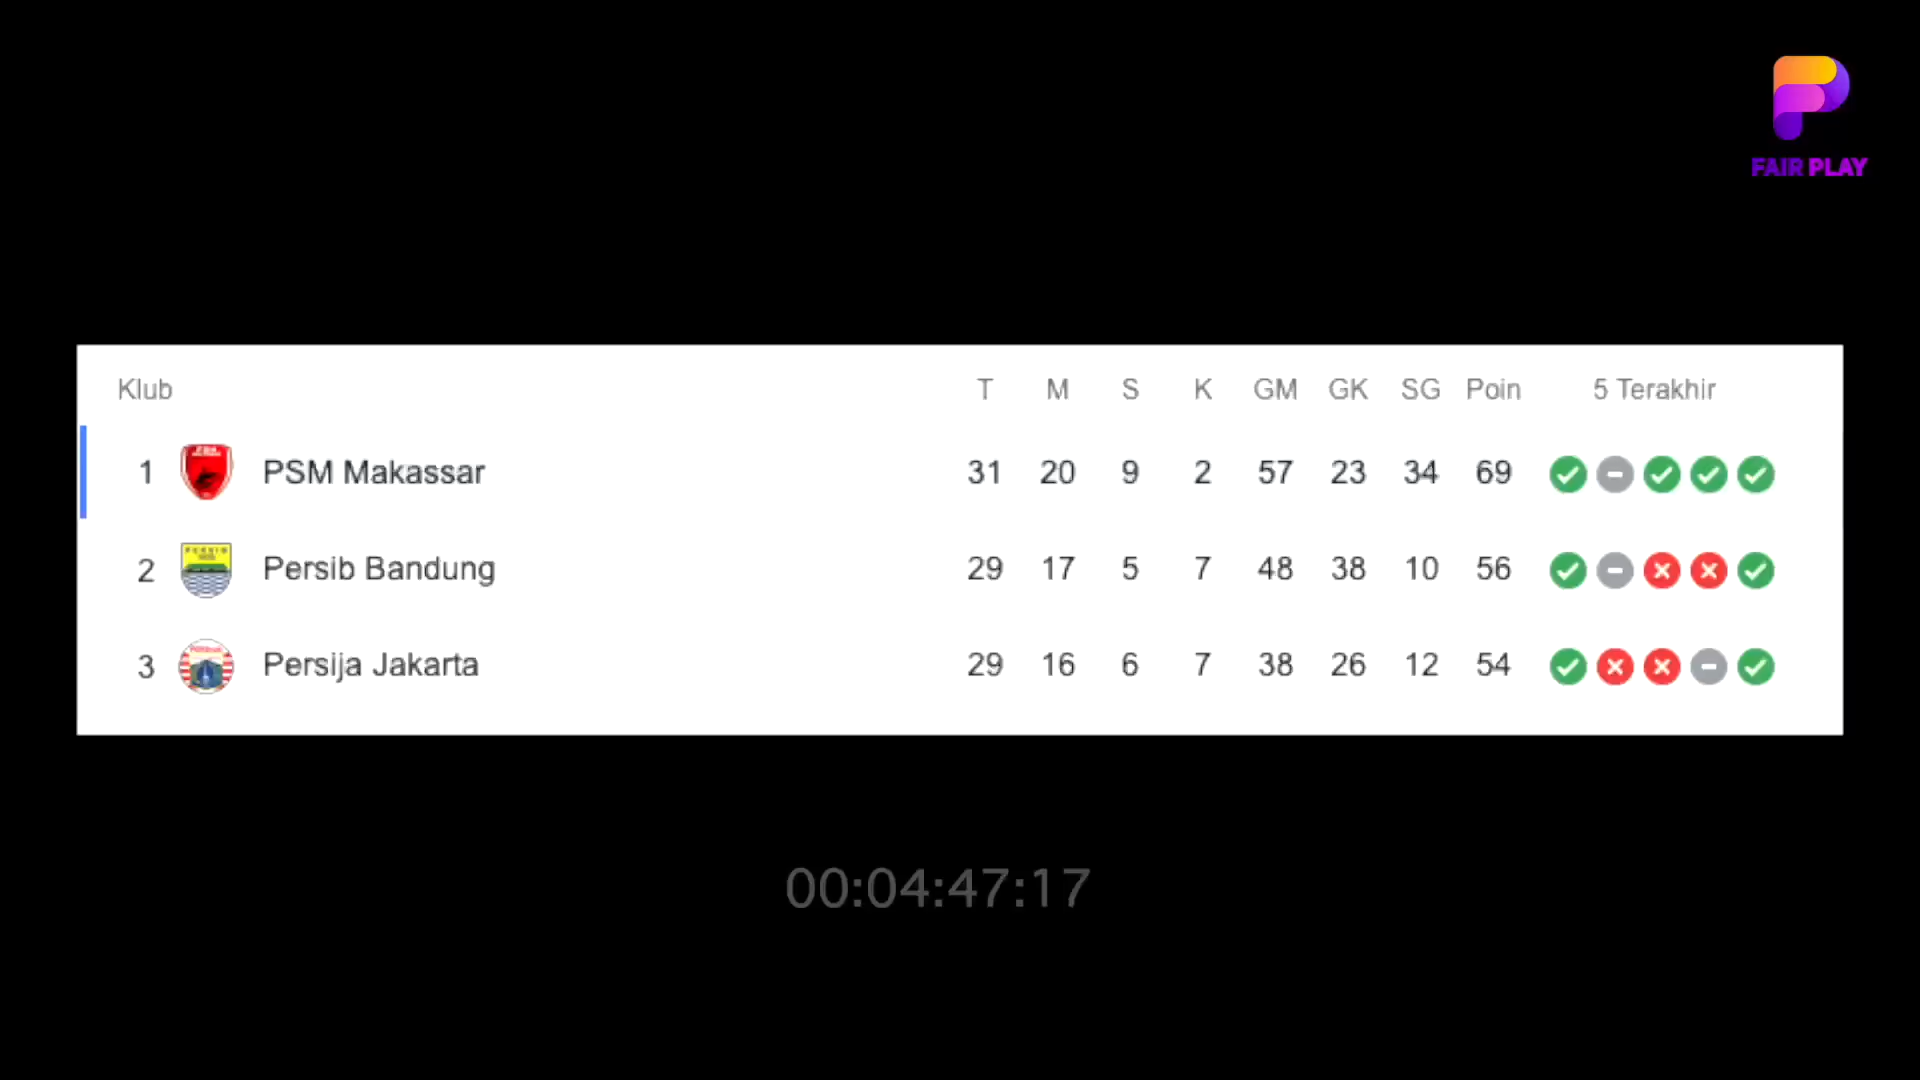 FAIR PLAY
Klub T M S K GM GK SG Poin 5 Terakhir
1 PSM Makassar 31 20 9 2 57 23 34 69
2 Persib Bandung 29 17 5 7 48 38 10 56
3 Persija Jakarta 29 16 6 7 38 26 12 54
00:04:47:17